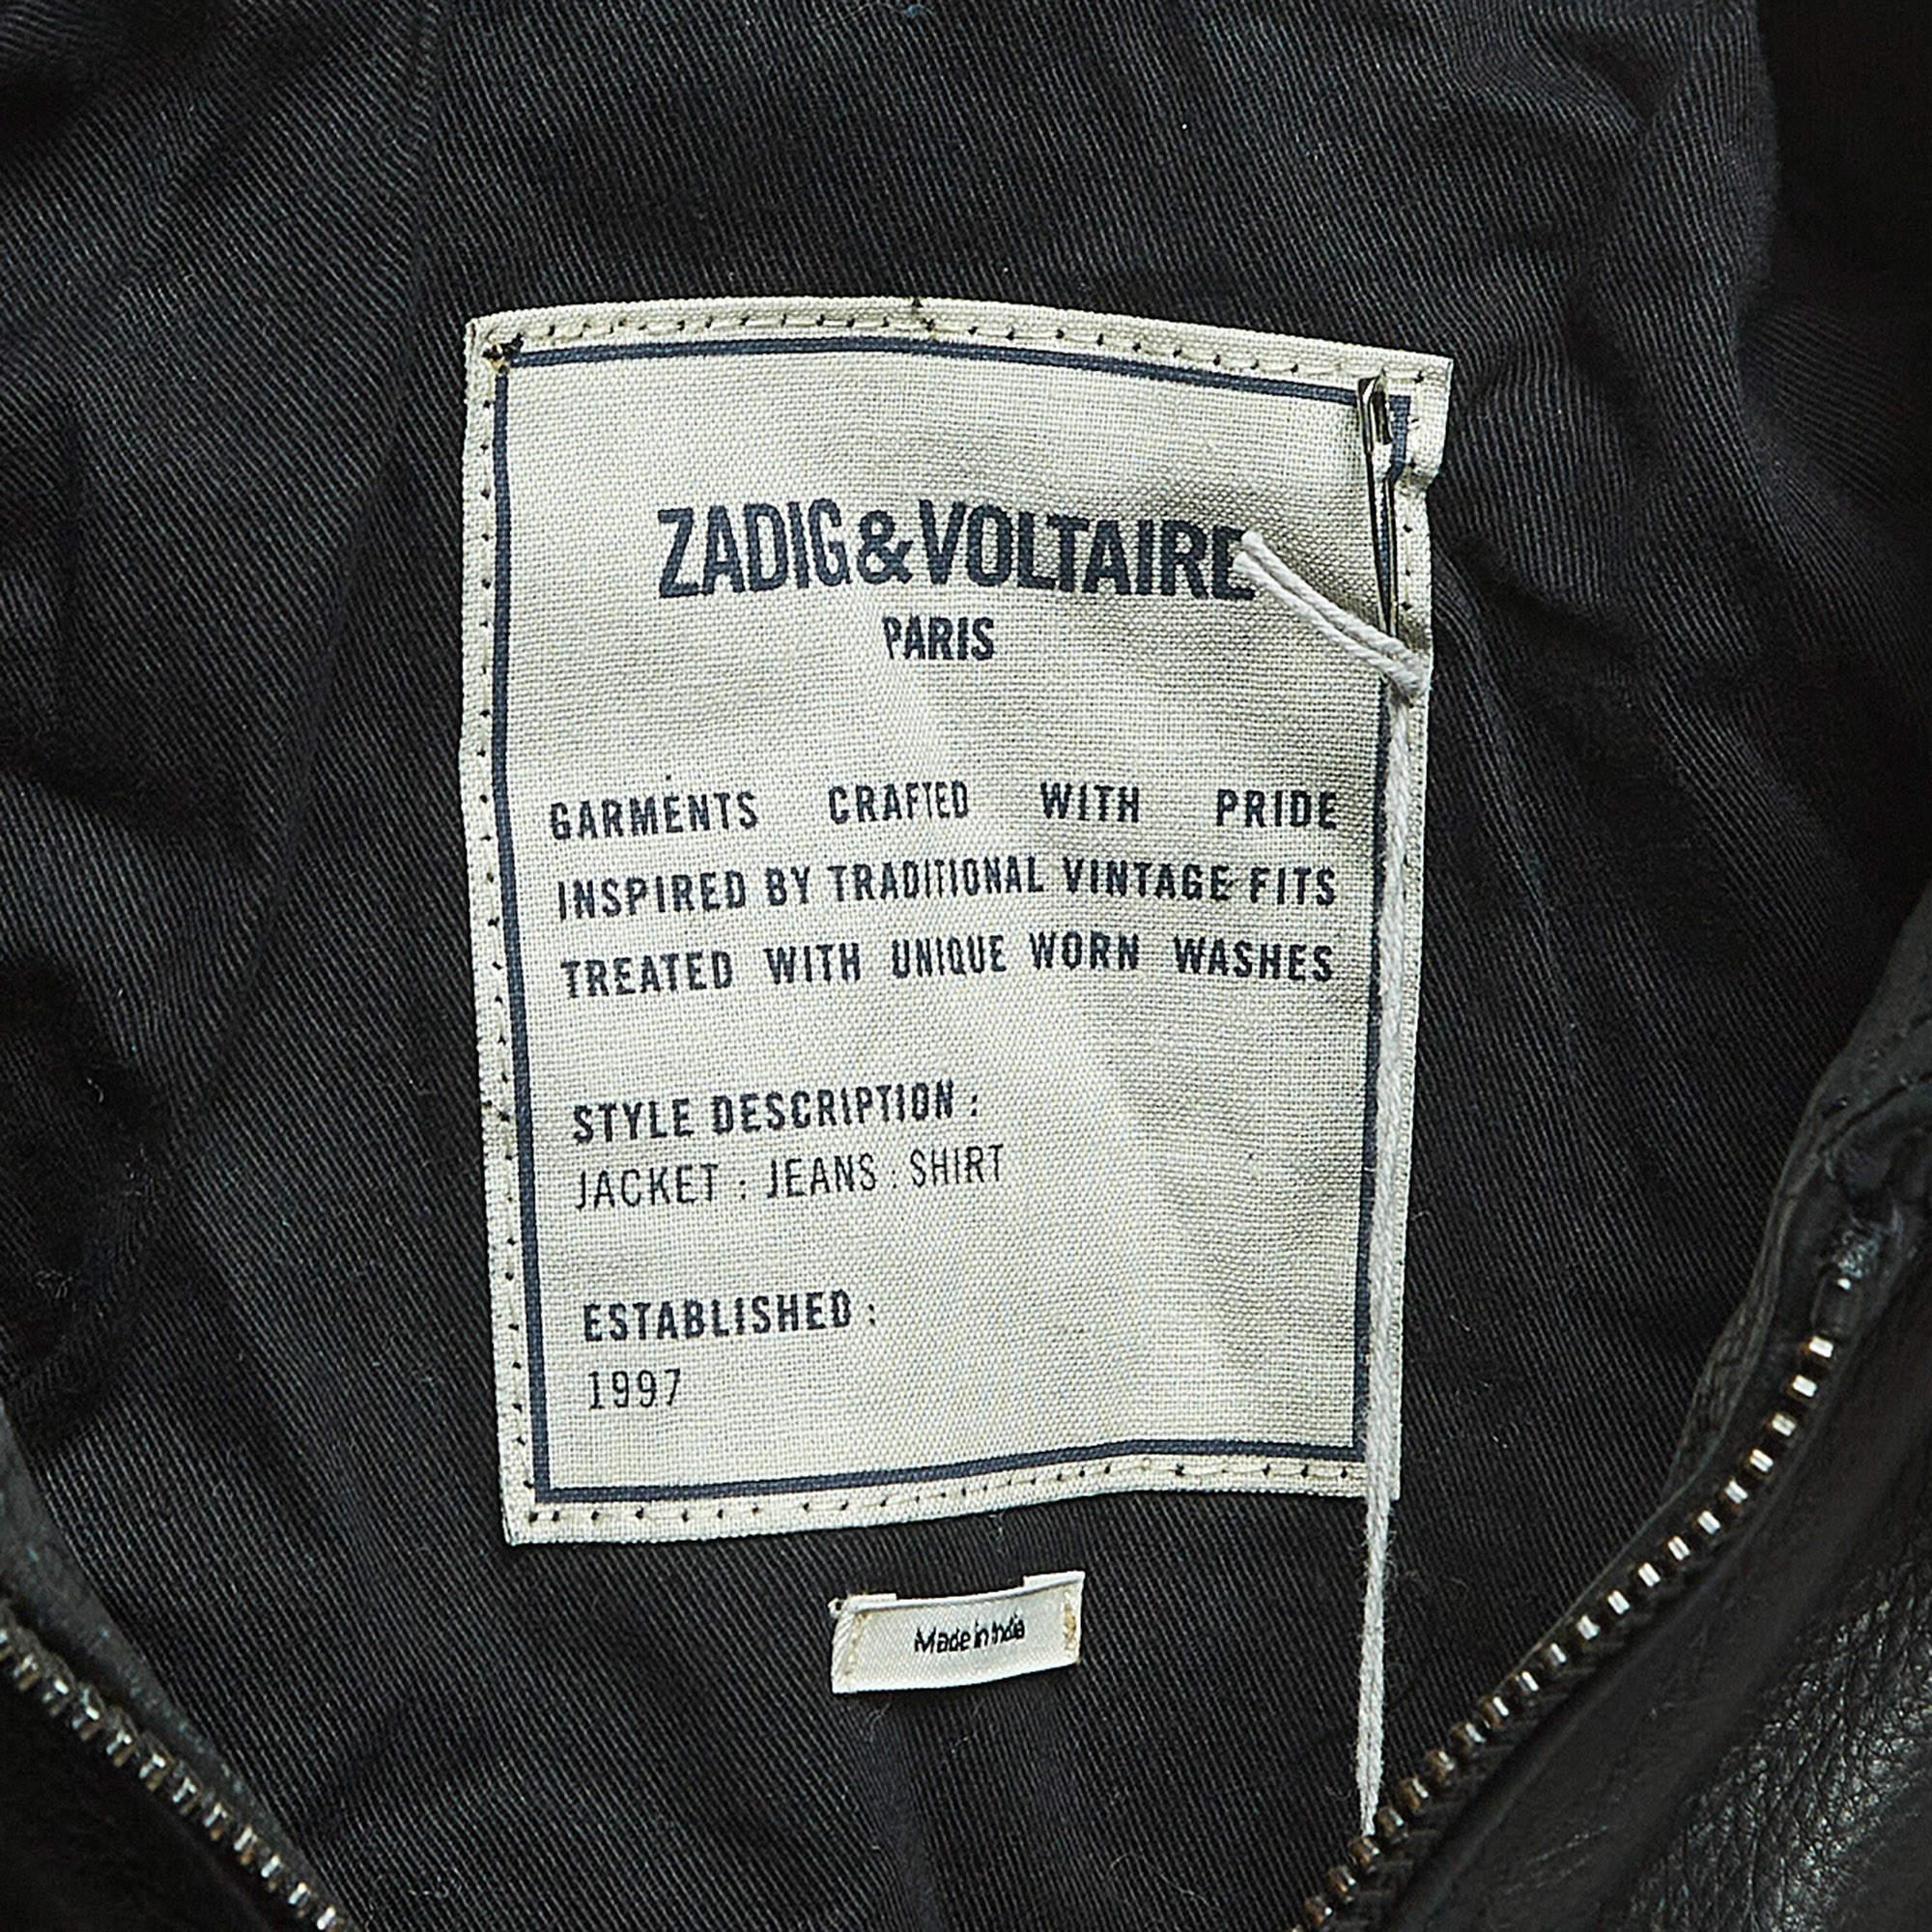 ZADIG&VOLTAIRE
PARIS
GARMENTS CRAFTED WITH PRIDE
INSPIRED BY TRADITIONAL VINTAGE FITS
TREATED WITH UNIQUE WORN WASHES
STYLE DESCRIPTION :
JACKET : JEANS : SHIRT
ESTABLISHED :
1997
Made in India